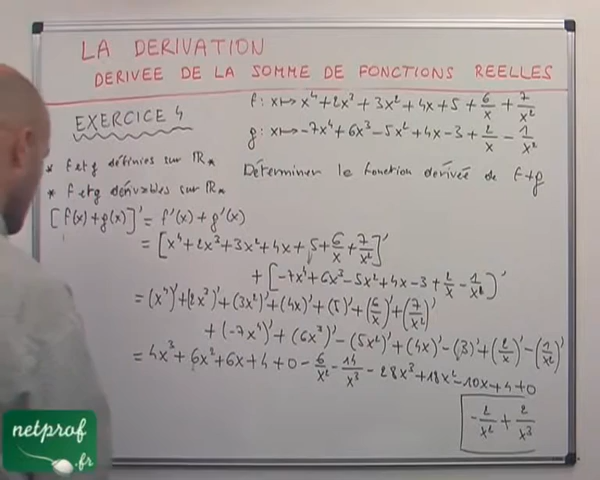 LA DERIVATION
DERIVEE DE LA SOMME DE FONCTIONS REELLES
EXERCICE 4
f: x ↦ x⁴ + 2x³ + 3x² + 4x + 5 + 6/x + 7/x²
g: x ↦ -7x⁴ + 6x³ - 5x² + 4x - 3 + 2/x - 1/x²
* f et g définies sur ℝ*
Déterminer la fonction dérivée de f+g
* f et g dérivables sur ℝ*
[f(x)+g(x)]' = f'(x) + g'(x)
= [x⁴ + 2x³ + 3x² + 4x + 5 + 6/x + 7/x²]'
+ [-7x⁴ + 6x³ - 5x² + 4x - 3 + 2/x - 1/x²]'
= (x⁴)' + (2x³)' + (3x²)' + (4x)' + (5)' + (6/x)' + (7/x²)'
+ (-7x⁴)' + (6x³)' - (5x²)' + (4x)' - (3)' + (2/x)' - (1/x²)'
= 4x³ + 6x² + 6x + 4 + 0 - 6/x² - 14/x³ - 28x³ + 18x² - 10x + 4 + 0
- 2/x² + 2/x³
netprof
.fr